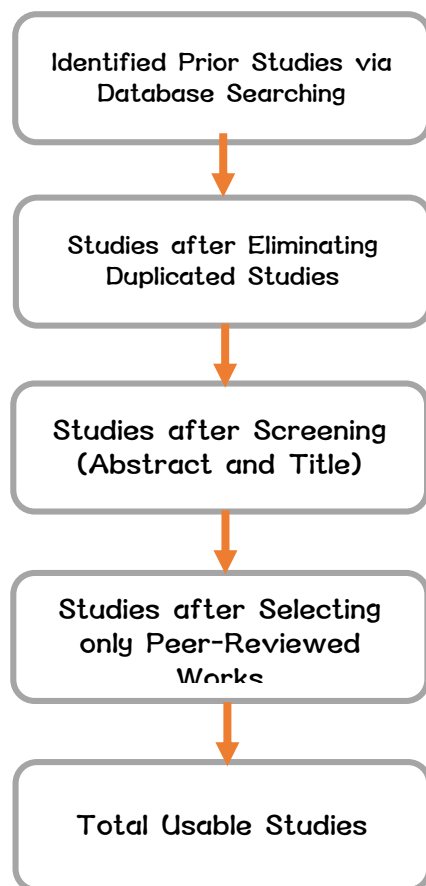 Identified Prior Studies via
Database Searching
Studies after Eliminating
Duplicated Studies
Studies after Screening
(Abstract and Title)
Studies after Selecting
only Peer-Reviewed
Works
Total Usable Studies